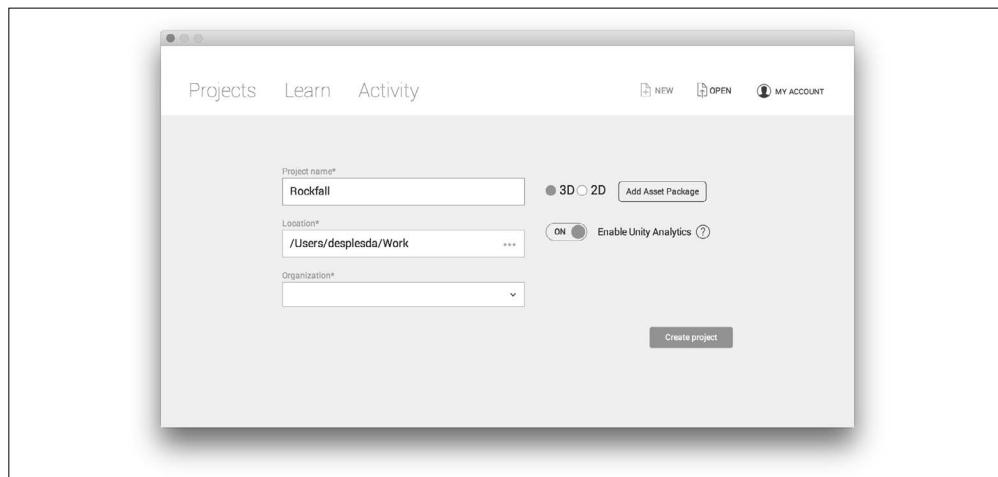 Projects Learn Activity NEW OPEN MY ACCOUNT
Project name*
Rockfall
3D 2D Add Asset Package
Location*
/Users/desplesda/Work
ON Enable Unity Analytics ?
Organization*
Create project